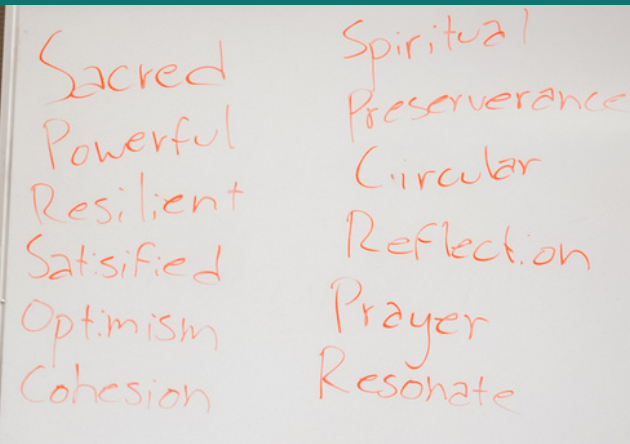 Sacred
Powerful
Resilient
Satisified
Optimism
Cohesion
Spiritual
Preserverance
Circular
Reflection
Prayer
Resonate